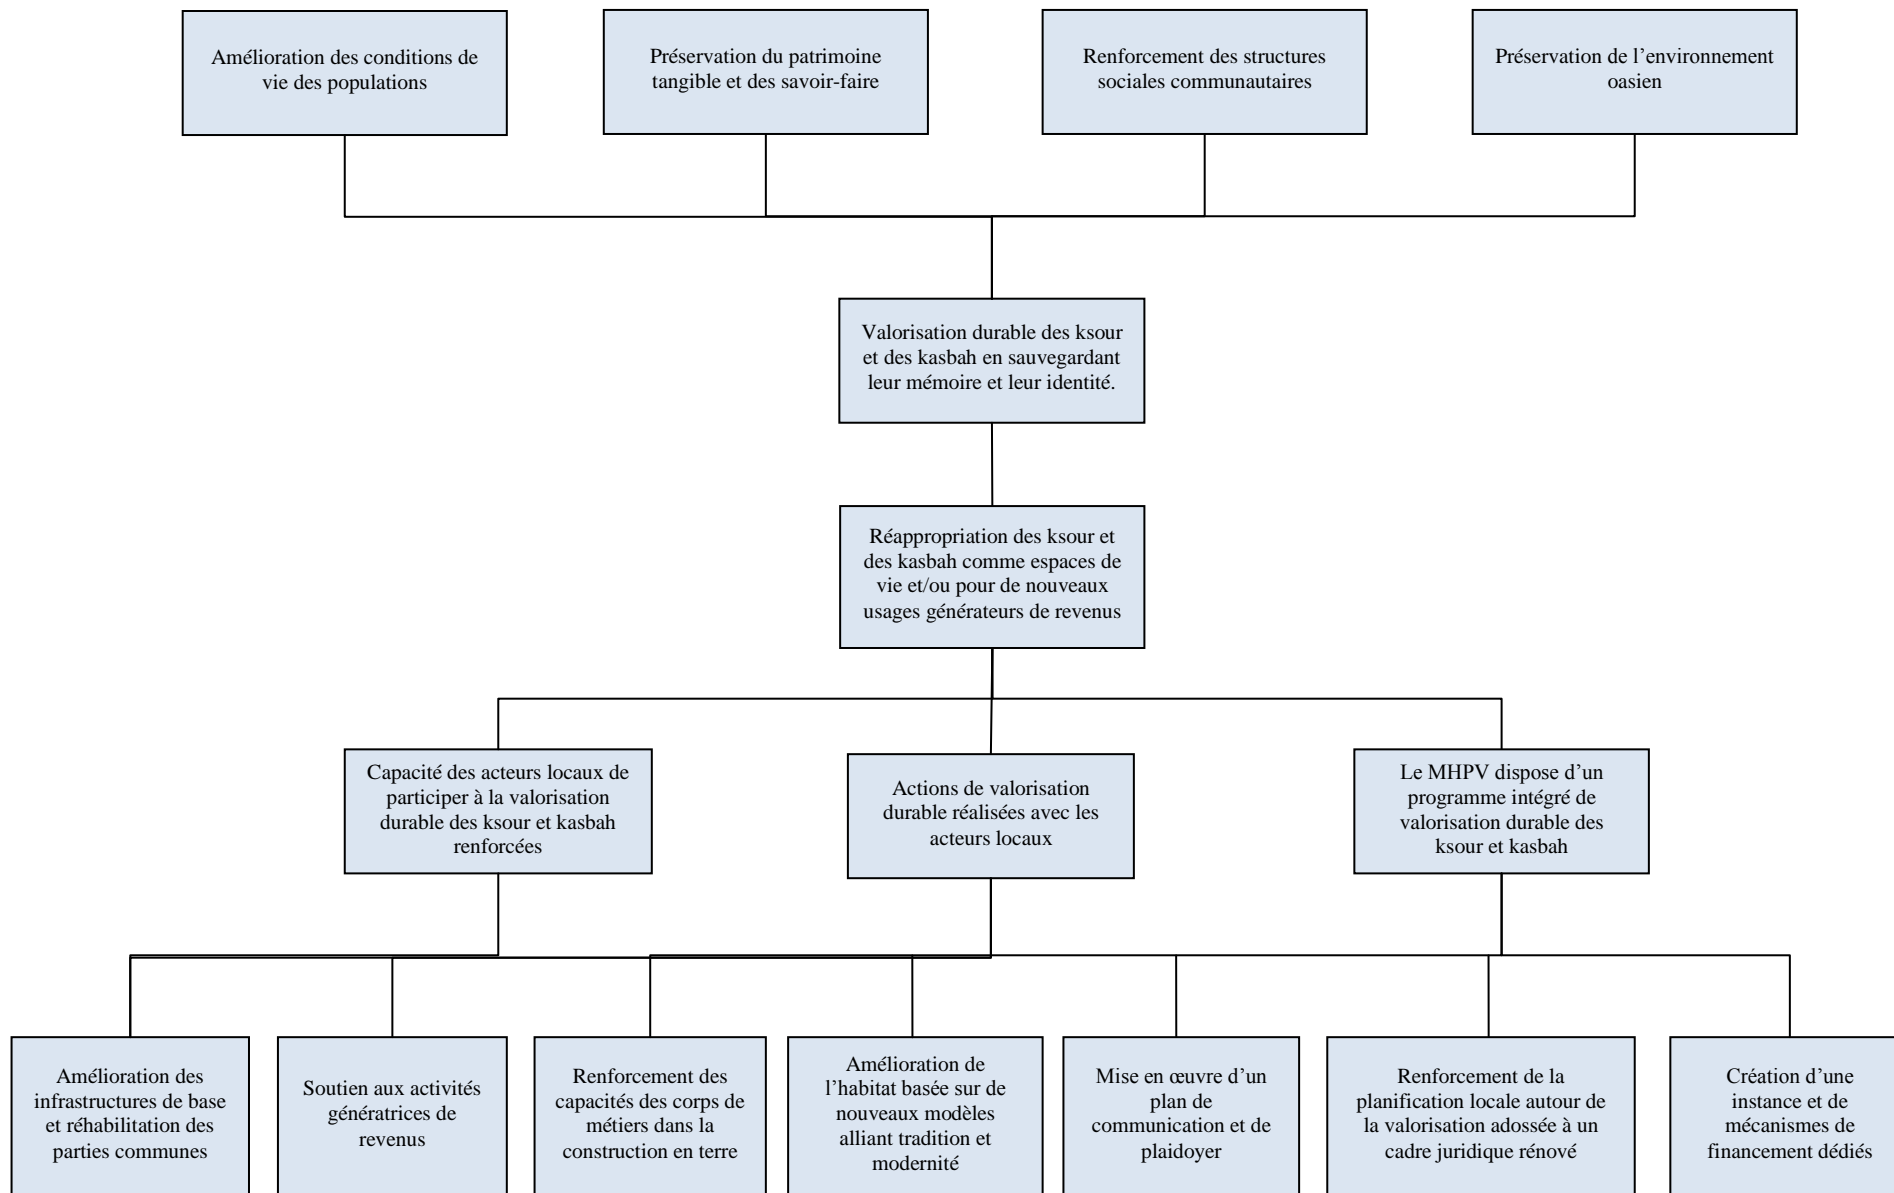 Amélioration des conditions de
vie des populations
Préservation du patrimoine
tangible et des savoir-faire
Renforcement des structures
sociales communautaires
Préservation de l’environnement
oasien
Valorisation durable des ksour
et des kasbah en sauvegardant
leur mémoire et leur identité.
Réappropriation des ksour et
des kasbah comme espaces de
vie et/ou pour de nouveaux
usages générateurs de revenus
Capacité des acteurs locaux de
participer à la valorisation
durable des ksour et kasbah
renforcées
Actions de valorisation
durable réalisées avec les
acteurs locaux
Le MHPV dispose d’un
programme intégré de
valorisation durable des
ksour et kasbah
Amélioration des
infrastructures de base
et réhabilitation des
parties communes
Soutien aux activités
génératrices de
revenus
Renforcement des
capacités des corps de
métiers dans la
construction en terre
Amélioration de
l’habitat basée sur de
nouveaux modèles
alliant tradition et
modernité
Mise en œuvre d’un
plan de
communication et de
plaidoyer
Renforcement de la
planification locale autour de
la valorisation adossée à un
cadre juridique rénové
Création d’une
instance et de
mécanismes de
financement dédiés